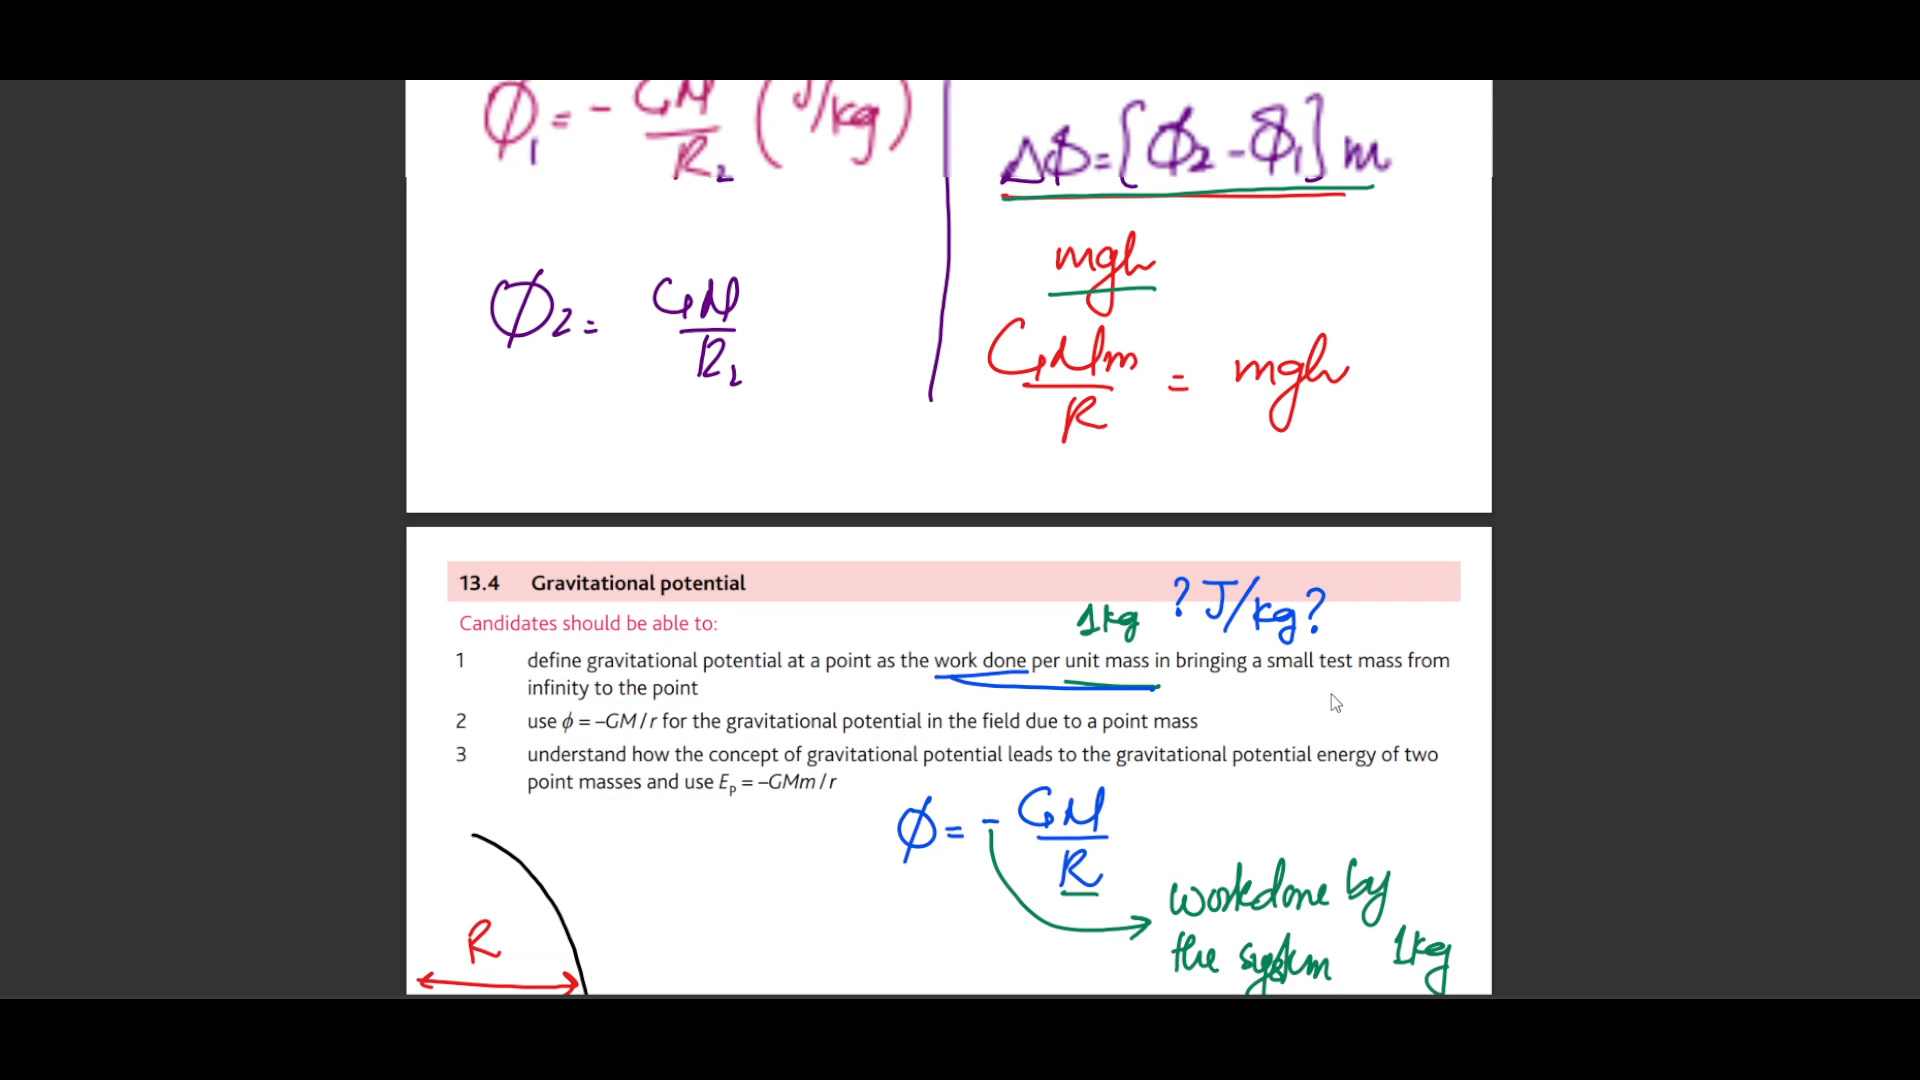 ϕ₁ = - GM/R₂ (J/kg)
Δϕ = [ϕ₂ - ϕ₁] m
mgh
ϕ₂ = GM/R₂
GMm/R = mgh
13.4 Gravitational potential
? J/kg?
Candidates should be able to:
1kg
1 define gravitational potential at a point as the work done per unit mass in bringing a small test mass from
infinity to the point
2 use ϕ = –GM/r for the gravitational potential in the field due to a point mass
3 understand how the concept of gravitational potential leads to the gravitational potential energy of two
point masses and use Eₚ = –GMm/r
ϕ = - GM/R
workdone by
the system 1kg
R